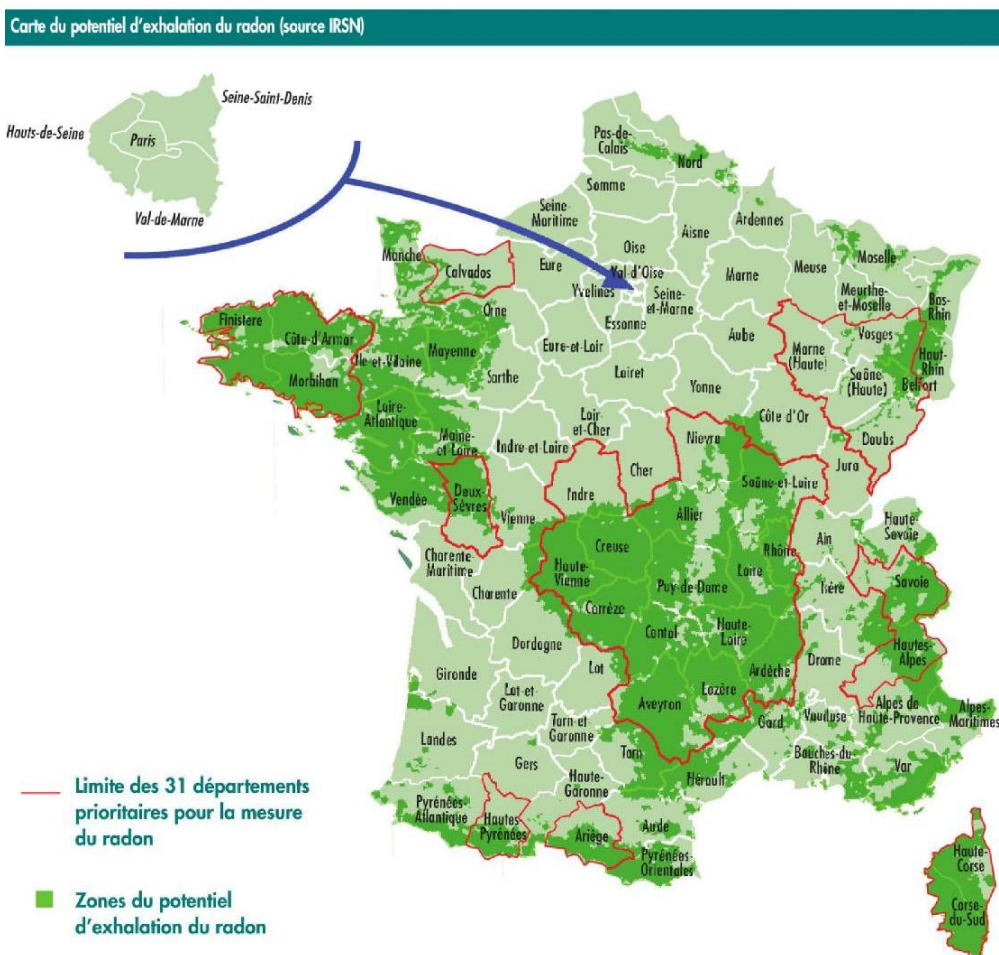 Carte du potentiel d'exhalation du radon (source IRSN)
Seine-Saint-Denis
Hauts-de-Seine
Paris
Val-de-Marne
Pas-de-
Calais
Nord
Somme
Seine-
Maritime
Aisne
Ardennes
Oise
Manche
Calvados
Eure
Val d'Oise
Yvelines
Seine-
et-Marne
Essonne
Marne
Meuse
Moselle
Meurthe-
et-Moselle
Bas-
Rhin
Orne
Finistere
Côte-d'Armor
Morbihan
Ile-et-Vilaine
Mayenne
Sarthe
Eure-et-Loir
Loiret
Aube
Yonne
Marne
(Haute)
Vosges
Haut-
Rhin
Saône
(Haute)
Belfort
Loire-
Atlantique
Maine-
et-Loire
Indre-et-Loire
Loir-
et-Cher
Cher
Nievre
Côte d'Or
Doubs
Jura
Saône-et-Loire
Vendée
Deux-
Sèvres
Vienne
Indre
Allier
Creuse
Haute-
Vienne
Charente-
Maritime
Charente
Corrèze
Puy-de-Dome
Loire
Rhône
Ain
Haute-
Savoie
Savoie
Isére
Dordogne
Cantal
Haute-
Loire
Ardèche
Drome
Hautes-
Alpes
Gironde
Lot
Lot-et-
Garonne
Aveyron
Lozère
Gard
Vaucluse
Alpes de
Haute-Provence
Alpes-
Maritimes
Landes
Tarn-et
Garonne
Tarn
Hérault
Bouches-du
Rhône
Var
Gers
Haute-
Garonne
Pyrénées-
Atlantique
Hautes
Pyrénées
Ariége
Aude
Pyrénées-
Orientales
Haute-
Corse
Corse-
du-Sud
Limite des 31 départements
prioritaires pour la mesure
du radon
Zones du potentiel
d'exhalation du radon